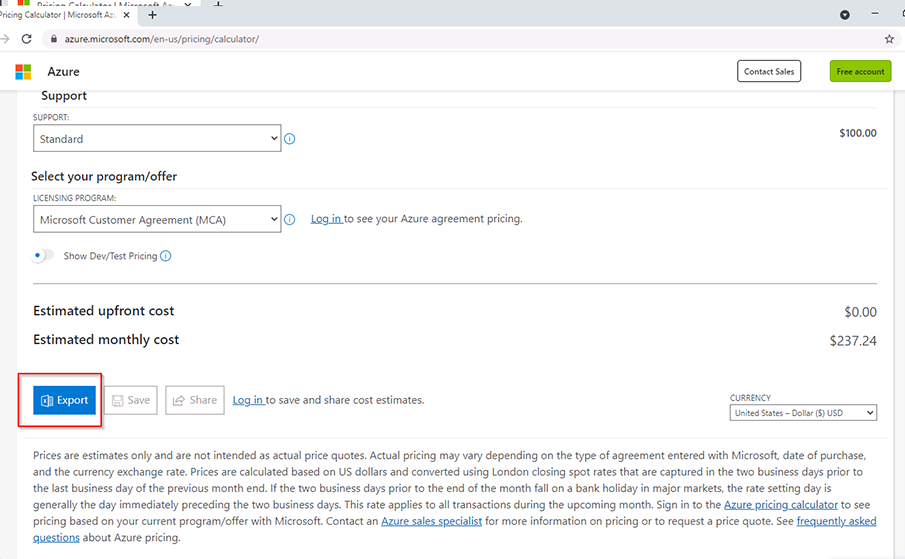 Pricing Calculator | Microsoft Az
Pricing Calculator | Microsoft Az
azure.microsoft.com/en-us/pricing/calculator/
Azure
Contact Sales
Free account
Support
SUPPORT:
Standard
$100.00
Select your program/offer
LICENSING PROGRAM:
Microsoft Customer Agreement (MCA)
Log in to see your Azure agreement pricing.
Show Dev/Test Pricing
Estimated upfront cost
$0.00
Estimated monthly cost
$237.24
Export
Save
Share
Log in to save and share cost estimates.
CURRENCY
United States – Dollar ($) USD
Prices are estimates only and are not intended as actual price quotes. Actual pricing may vary depending on the type of agreement entered with Microsoft, date of purchase,
and the currency exchange rate. Prices are calculated based on US dollars and converted using London closing spot rates that are captured in the two business days prior to
the last business day of the previous month end. If the two business days prior to the end of the month fall on a bank holiday in major markets, the rate setting day is
generally the day immediately preceding the two business days. This rate applies to all transactions during the upcoming month. Sign in to the Azure pricing calculator to see
pricing based on your current program/offer with Microsoft. Contact an Azure sales specialist for more information on pricing or to request a price quote. See frequently asked
questions about Azure pricing.